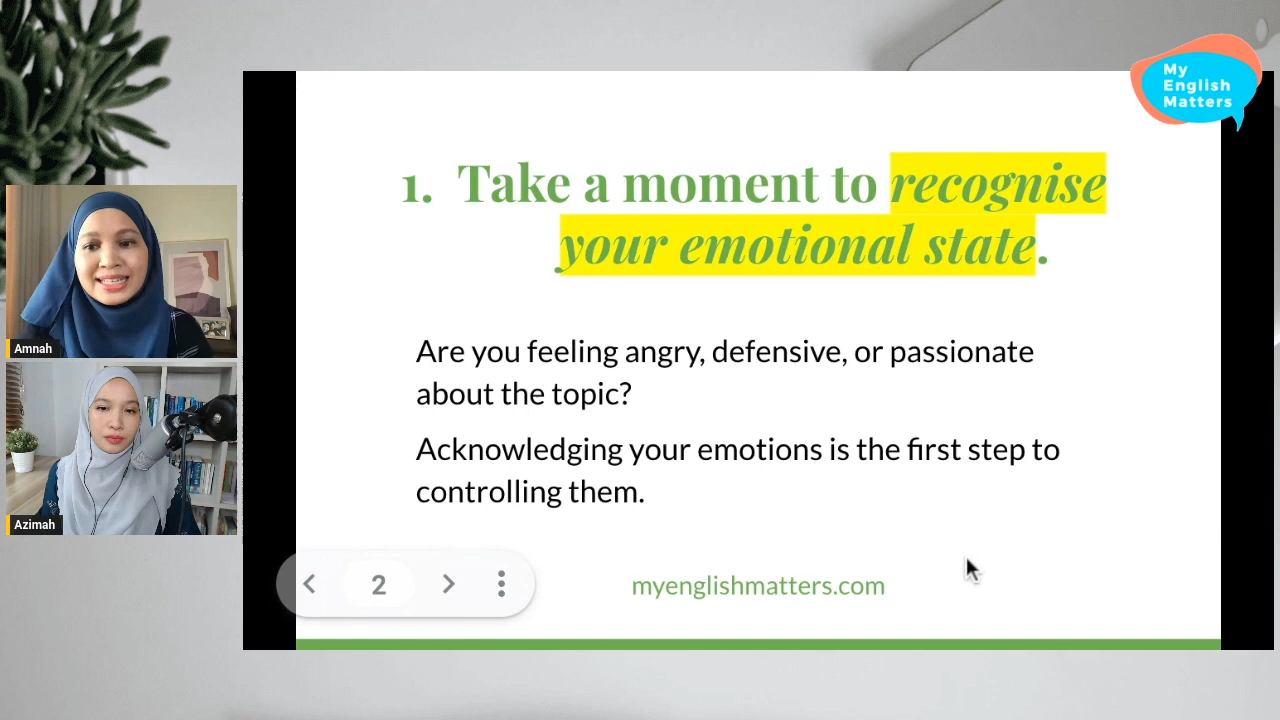 My
English
Matters
1. Take a moment to recognise
your emotional state.
Amnah
Are you feeling angry, defensive, or passionate
about the topic?
Acknowledging your emotions is the first step to
controlling them.
Azimah
2
myenglishmatters.com